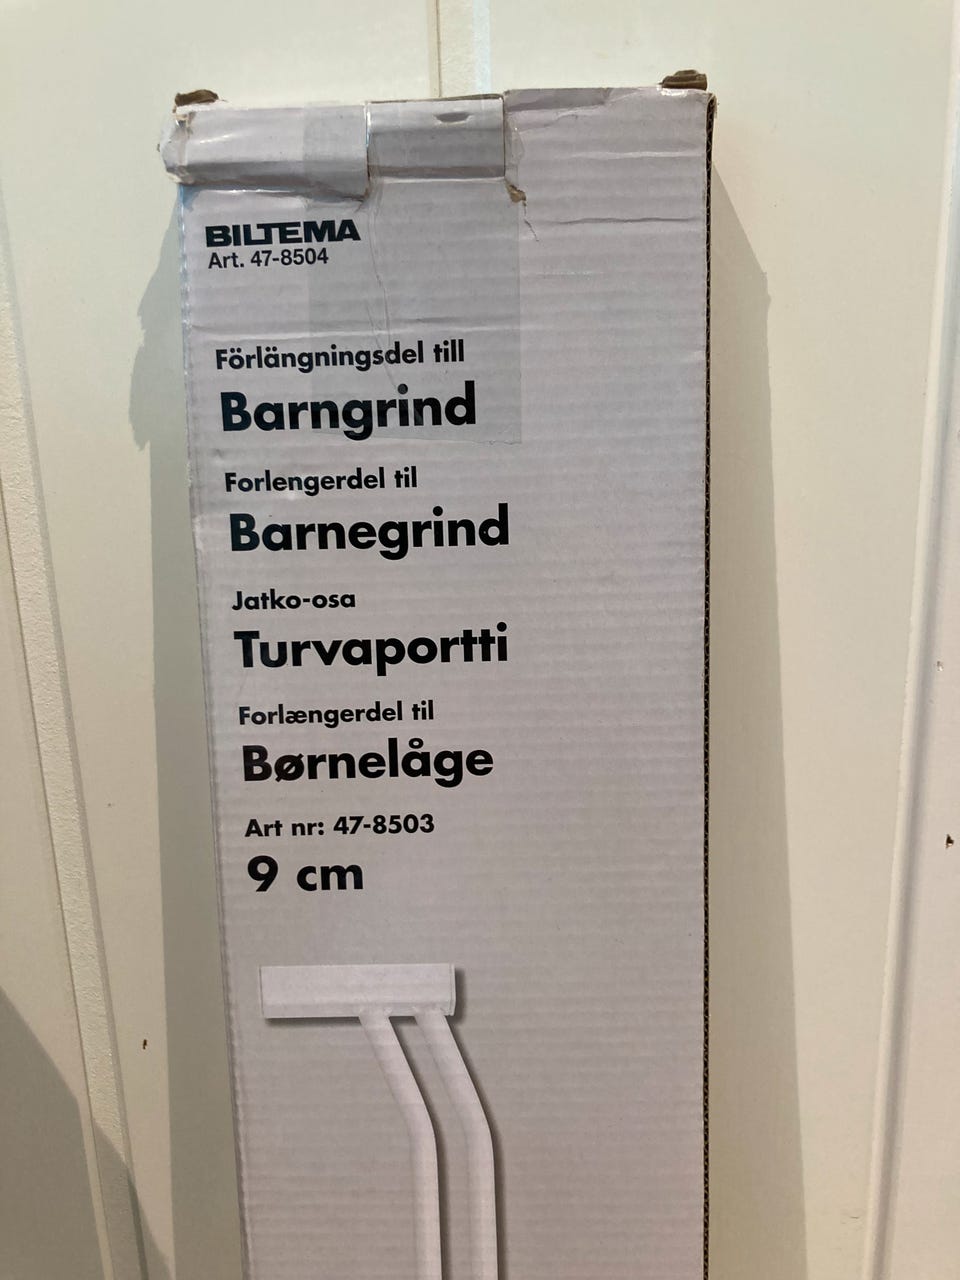 BILTEMA
Art. 47-8504
Förlängningsdel till
Barngrind
Forlengerdel til
Barnegrind
Jatko-osa
Turvaportti
Forlængerdel til
Børnelåge
Art nr: 47-8503
9 cm